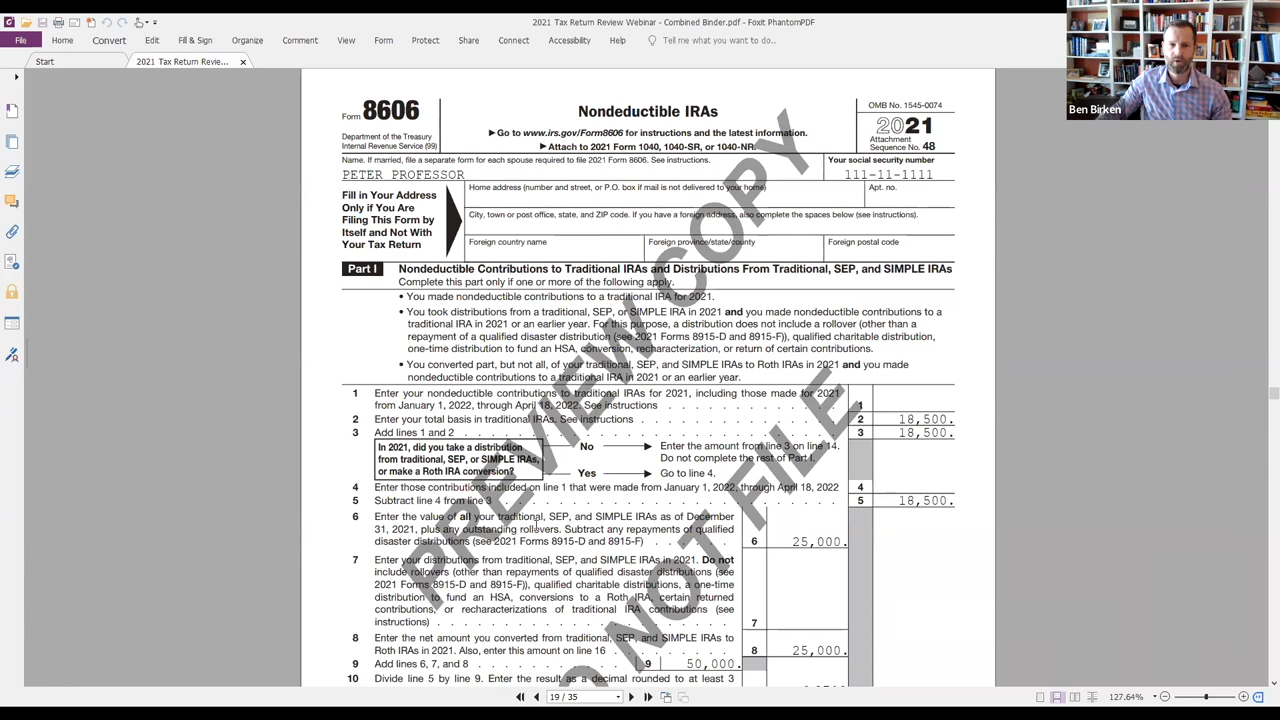 2021 Tax Return Review Webinar - Combined Binder.pdf - Foxit PhantomPDF
File Home Convert Edit Fill & Sign Organize Comment View Form Protect Share Connect Accessibility Help Tell me what you want to do..
Start 2021 Tax Return Revie...
Ben Birken
Form 8606
Department of the Treasury
Internal Revenue Service (99)
Nondeductible IRAs
▶Go to www.irs.gov/Form8606 for instructions and the latest information.
▶Attach to 2021 Form 1040, 1040-SR, or 1040-NR.
OMB No. 1545-0074
2021
Attachment
Sequence No. 48
Name. If married, file a separate form for each spouse required to file 2021 Form 8606. See instructions.
PETER PROFESSOR
Your social security number
111-11-1111
Fill in Your Address
Only if You Are
Filing This Form by
Itself and Not With
Your Tax Return
Home address (number and street, or P.O. box if mail is not delivered to your home)
Apt. no.
City, town or post office, state, and ZIP code. If you have a foreign address, also complete the spaces below (see instructions).
Foreign country name
Foreign province/state/county
Foreign postal code
Part I Nondeductible Contributions to Traditional IRAs and Distributions From Traditional, SEP, and SIMPLE IRAs
Complete this part only if one or more of the following apply.
• You made nondeductible contributions to a traditional IRA for 2021.
• You took distributions from a traditional, SEP, or SIMPLE IRA in 2021 and you made nondeductible contributions to a
traditional IRA in 2021 or an earlier year. For this purpose, a distribution does not include a rollover (other than a
repayment of a qualified disaster distribution (see 2021 Forms 8915-D and 8915-F)), qualified charitable distribution,
one-time distribution to fund an HSA, conversion, recharacterization, or return of certain contributions.
• You converted part, but not all, of your traditional, SEP, and SIMPLE IRAs to Roth IRAs in 2021 and you made
nondeductible contributions to a traditional IRA in 2021 or an earlier year.
1 Enter your nondeductible contributions to traditional IRAs for 2021, including those made for 2021
from January 1, 2022, through April 18, 2022. See instructions . . . . . . . . . . . 1
2 Enter your total basis in traditional IRAs. See instructions . . . . . . . . . . . . 2 18,500.
3 Add lines 1 and 2 . . . . . . . . . . . . . . . . . . . . . . 3 18,500.
In 2021, did you take a distribution
from traditional, SEP, or SIMPLE IRAs,
or make a Roth IRA conversion?
No Enter the amount from line 3 on line 14.
Do not complete the rest of Part I.
Yes Go to line 4.
4 Enter those contributions included on line 1 that were made from January 1, 2022, through April 18, 2022 4
5 Subtract line 4 from line 3 . . . . . . . . . . . . . . . . . . . 5 18,500.
6 Enter the value of all your traditional, SEP, and SIMPLE IRAs as of December
31, 2021, plus any outstanding rollovers. Subtract any repayments of qualified
disaster distributions (see 2021 Forms 8915-D and 8915-F) . . . . . . 6 25,000.
7 Enter your distributions from traditional, SEP, and SIMPLE IRAs in 2021. Do not
include rollovers (other than repayments of qualified disaster distributions (see
2021 Forms 8915-D and 8915-F)), qualified charitable distributions, a one-time
distribution to fund an HSA, conversions to a Roth IRA, certain returned
contributions, or recharacterizations of traditional IRA contributions (see
instructions) . . . . . . . . . . . . . . . . . . 7
8 Enter the net amount you converted from traditional, SEP, and SIMPLE IRAs to
Roth IRAs in 2021. Also, enter this amount on line 16 . . . . . . . . 8 25,000.
9 Add lines 6, 7, and 8 . . . . . . . . 9 50,000.
10 Divide line 5 by line 9. Enter the result as a decimal rounded to at least 3
PREVIEW COPY
DO NOT FILE
19 / 35
127.64%